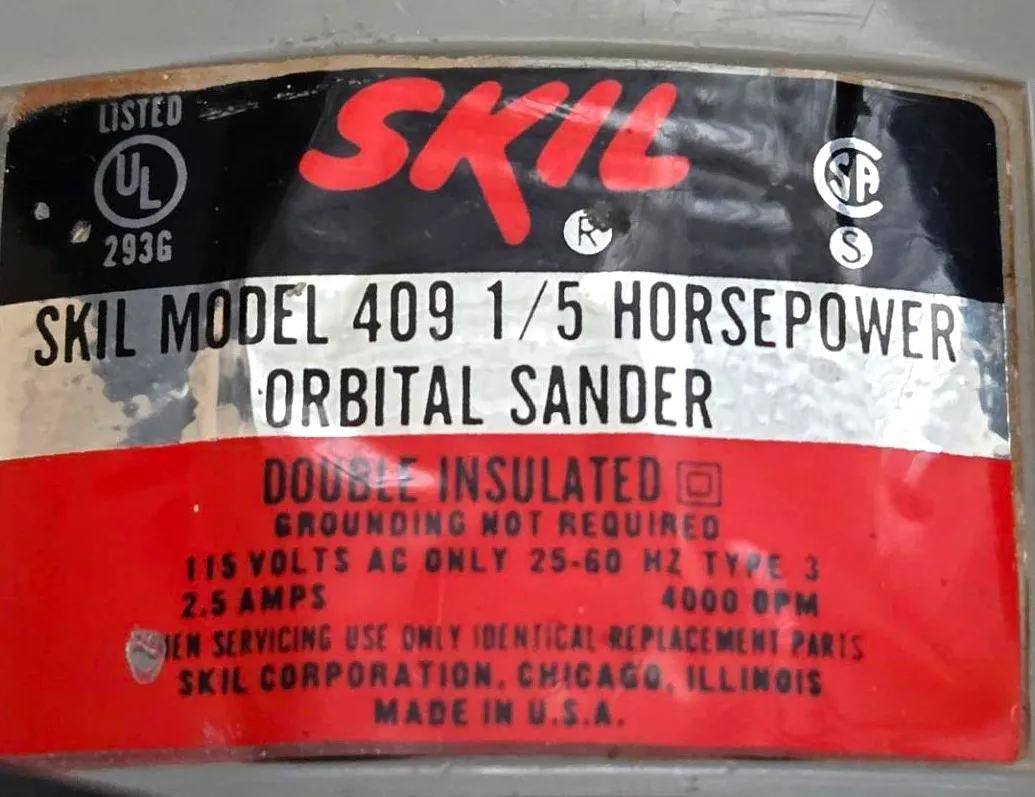 LISTED
UL
293G
SKIL
R
SA
S
SKIL MODEL 409 1/5 HORSEPOWER
ORBITAL SANDER
DOUBLE INSULATED
GROUNDING NOT REQUIRED
115 VOLTS AC ONLY 25-60 HZ TYPE 3
2.5 AMPS 4000 OPM
SERVICING USE ONLY IDENTICAL REPLACEMENT PARTS
SKIL CORPORATION, CHICAGO, ILLINOIS
MADE IN U.S.A.